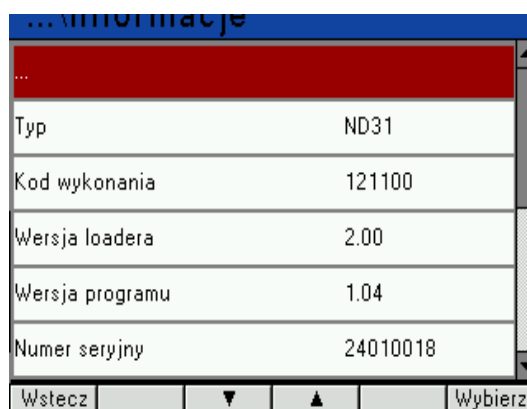 ...\Informacje
...
Typ ND31
Kod wykonania 121100
Wersja loadera 2.00
Wersja programu 1.04
Numer seryjny 24010018
Wstecz ▼ ▲ Wybierz